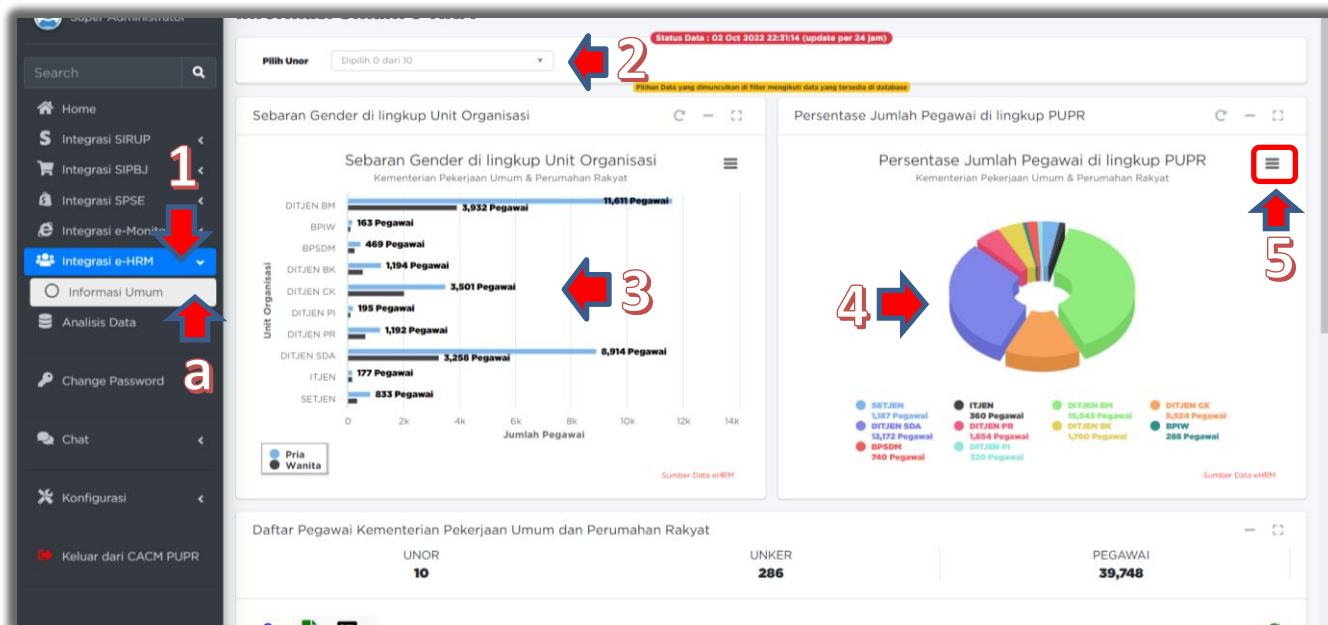 Super Administrator
Informasi Umum e-HRM
Status Data : 02 Oct 2022 22:31:14 (update per 24 jam)
Search
Pilih Unor
Dipilih 0 dari 10
2
Pilihan Data yang dimunculkan di filter mengikuti data yang tersedia di database
Home
Integrasi SIRUP
Integrasi SIPBJ
1
Integrasi SPSE
Integrasi e-Monito
Integrasi e-HRM
Informasi Umum
Analisis Data
a
Change Password
Chat
Konfigurasi
Keluar dari CACM PUPR
Sebaran Gender di lingkup Unit Organisasi
Sebaran Gender di lingkup Unit Organisasi
Kementerian Pekerjaan Umum & Perumahan Rakyat
Unit Organisasi
DITJEN BM 11,611 Pegawai
3,932 Pegawai
BPIW 163 Pegawai
BPSDM 469 Pegawai
DITJEN BK 1,194 Pegawai
DITJEN CK 3,501 Pegawai
3
DITJEN PI 195 Pegawai
DITJEN PR 1,192 Pegawai
DITJEN SDA 8,914 Pegawai
3,258 Pegawai
ITJEN 177 Pegawai
SETJEN 833 Pegawai
0 2k 4k 6k 8k 10k 12k 14k
Jumlah Pegawai
Pria
Wanita
Sumber Data eHRM
Persentase Jumlah Pegawai di lingkup PUPR
Persentase Jumlah Pegawai di lingkup PUPR
Kementerian Pekerjaan Umum & Perumahan Rakyat
5
4
SETJEN ITJEN DITJEN BM DITJEN CK
1,187 Pegawai 360 Pegawai 15,543 Pegawai 5,524 Pegawai
DITJEN SDA DITJEN PR DITJEN BK BPIW
12,172 Pegawai 1,854 Pegawai 1,760 Pegawai 288 Pegawai
BPSDM DITJEN PI
740 Pegawai 320 Pegawai
Sumber Data eHRM
Daftar Pegawai Kementerian Pekerjaan Umum dan Perumahan Rakyat
UNOR UNKER PEGAWAI
10 286 39,748